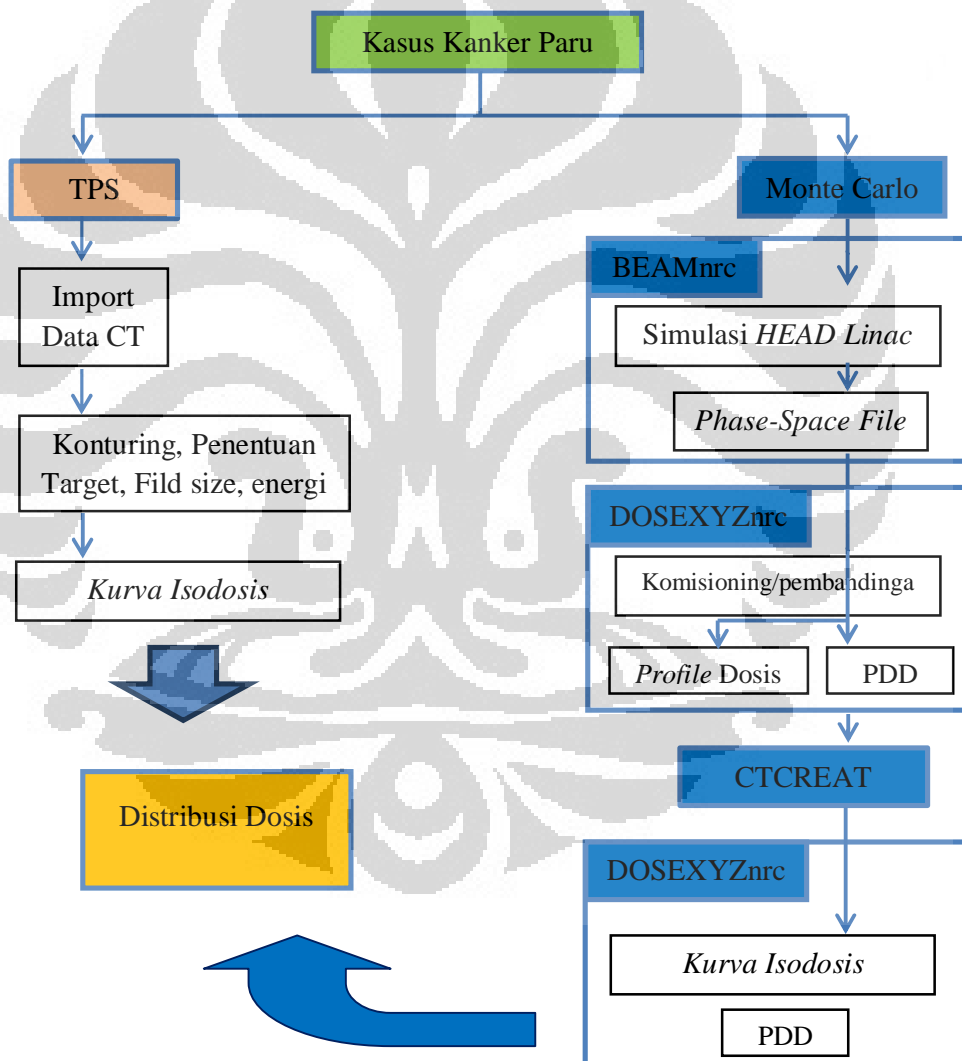 Kasus Kanker Paru
TPS
Import
Data CT
Konturing, Penentuan
Target, Fild size, energi
Kurva Isodosis
Distribusi Dosis
Monte Carlo
BEAMnrc
Simulasi HEAD Linac
Phase-Space File
DOSEXYZnrc
Komisioning/pembandinga
Profile Dosis
PDD
CTCREAT
DOSEXYZnrc
Kurva Isodosis
PDD